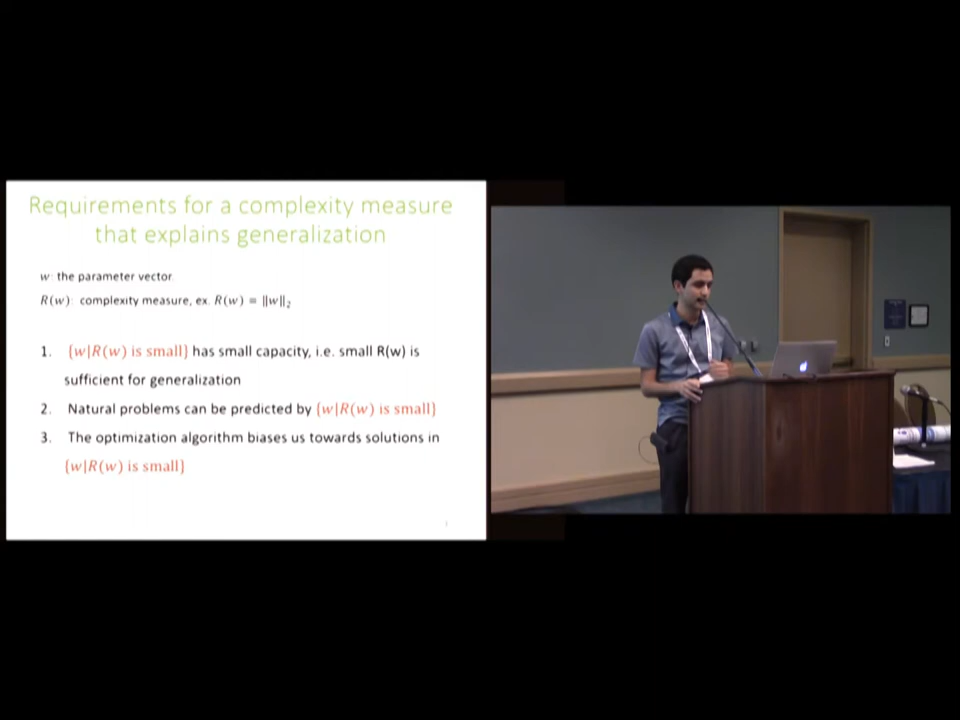 Requirements for a complexity measure
that explains generalization
w: the parameter vector
R(w): complexity measure, ex. R(w) = ||w||₂
1. {w|R(w) is small} has small capacity, i.e. small R(w) is
sufficient for generalization
2. Natural problems can be predicted by {w|R(w) is small}
3. The optimization algorithm biases us towards solutions in
{w|R(w) is small}